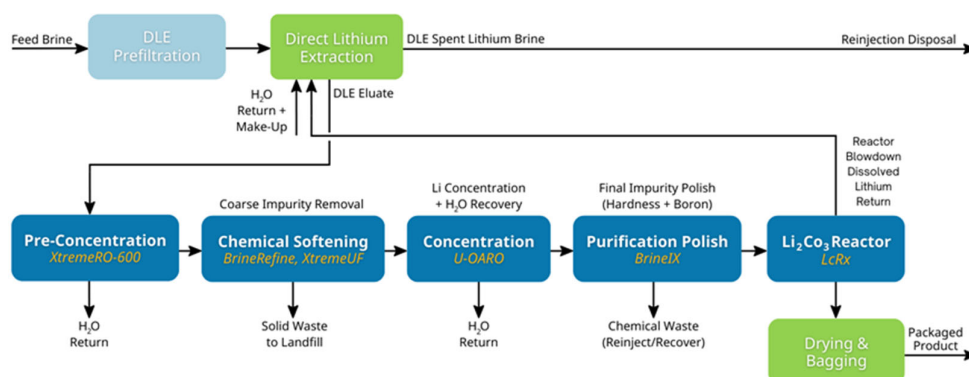 Feed Brine
DLE
Prefiltration
Direct Lithium
Extraction
DLE Spent Lithium Brine
Reinjection Disposal
H₂O
Return +
Make-Up
DLE Eluate
Reactor
Blowdown
Dissolved
Lithium
Return
Coarse Impurity Removal
Li Concentration
+ H₂O Recovery
Final Impurity Polish
(Hardness + Boron)
Pre-Concentration
XtremeRO-600
Chemical Softening
BrineRefine, XtremeUF
Concentration
U-OARO
Purification Polish
BrineIX
Li₂Co₃ Reactor
LcRx
H₂O
Return
Solid Waste
to Landfill
H₂O
Return
Chemical Waste
(Reinject/Recover)
Drying &
Bagging
Packaged
Product